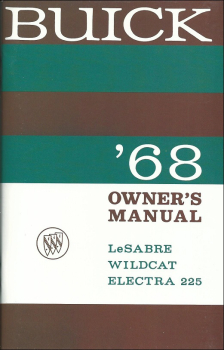 BUICK
'68
OWNER'S
MANUAL
LeSABRE
WILDCAT
ELECTRA 225